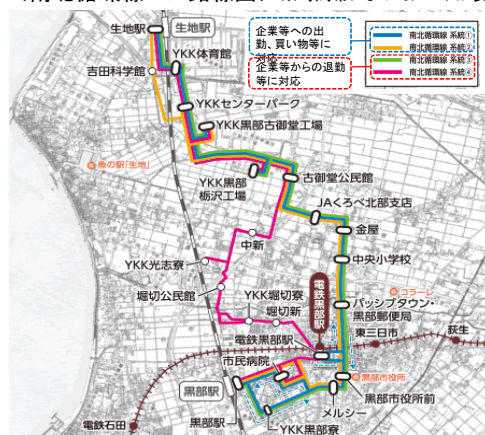 生地駅
生地駅
企業等への出
勤、買い物等に
対応
企業等からの退勤
等に対応
南北循環線 系統①
南北循環線 系統②
南北循環線 系統③
南北循環線 系統④
YKK体育館
吉田科学館
YKKセンターパーク
YKK黒部古御堂工場
魚の駅「生地」
YKK黒部
栃沢工場
古御堂公民館
JAくろべ北部支店
金屋
中新
中央小学校
YKK光志寮
堀切公民館
YKK堀切寮
堀切新
電鉄黒部駅
コラーレ
パッシブタウン・
黒部郵便局
東三日市
荻生
電鉄黒部駅
市民病院
黒部市役所
黒部駅
黒部市役所前
メルシー
黒部駅
YKK黒部寮
電鉄石田